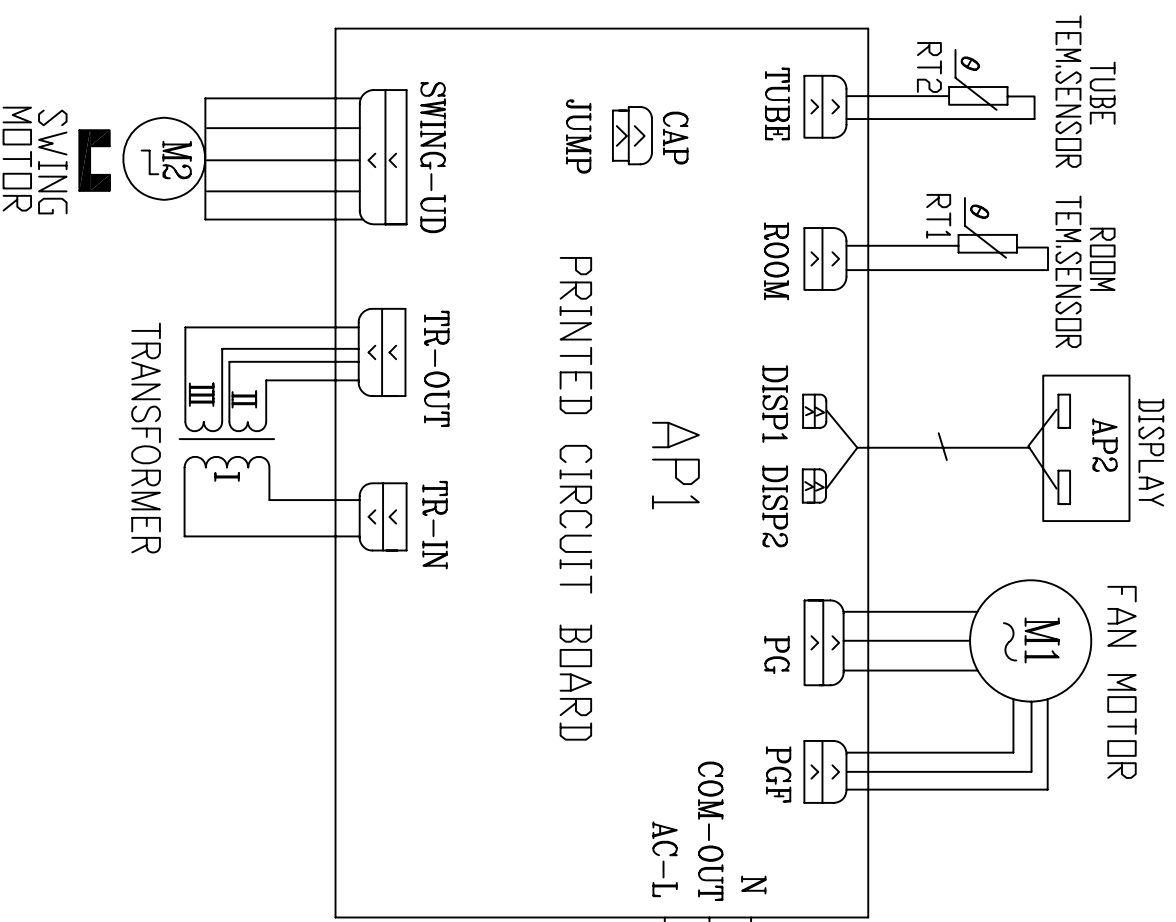 TUBE
TEM.SENSOR
ROOM
TEM.SENSOR
DISPLAY
FAN MOTOR
θ
RT2
θ
RT1
AP2
M1
TUBE
ROOM
DISP1
DISP2
PG
PGF
CAP
JUMP
AP1
N
COM-OUT
AC-L
PRINTED CIRCUIT BOARD
SWING-UD
TR-OUT
TR-IN
M2
III
II
I
SWING
MOTOR
TRANSFORMER